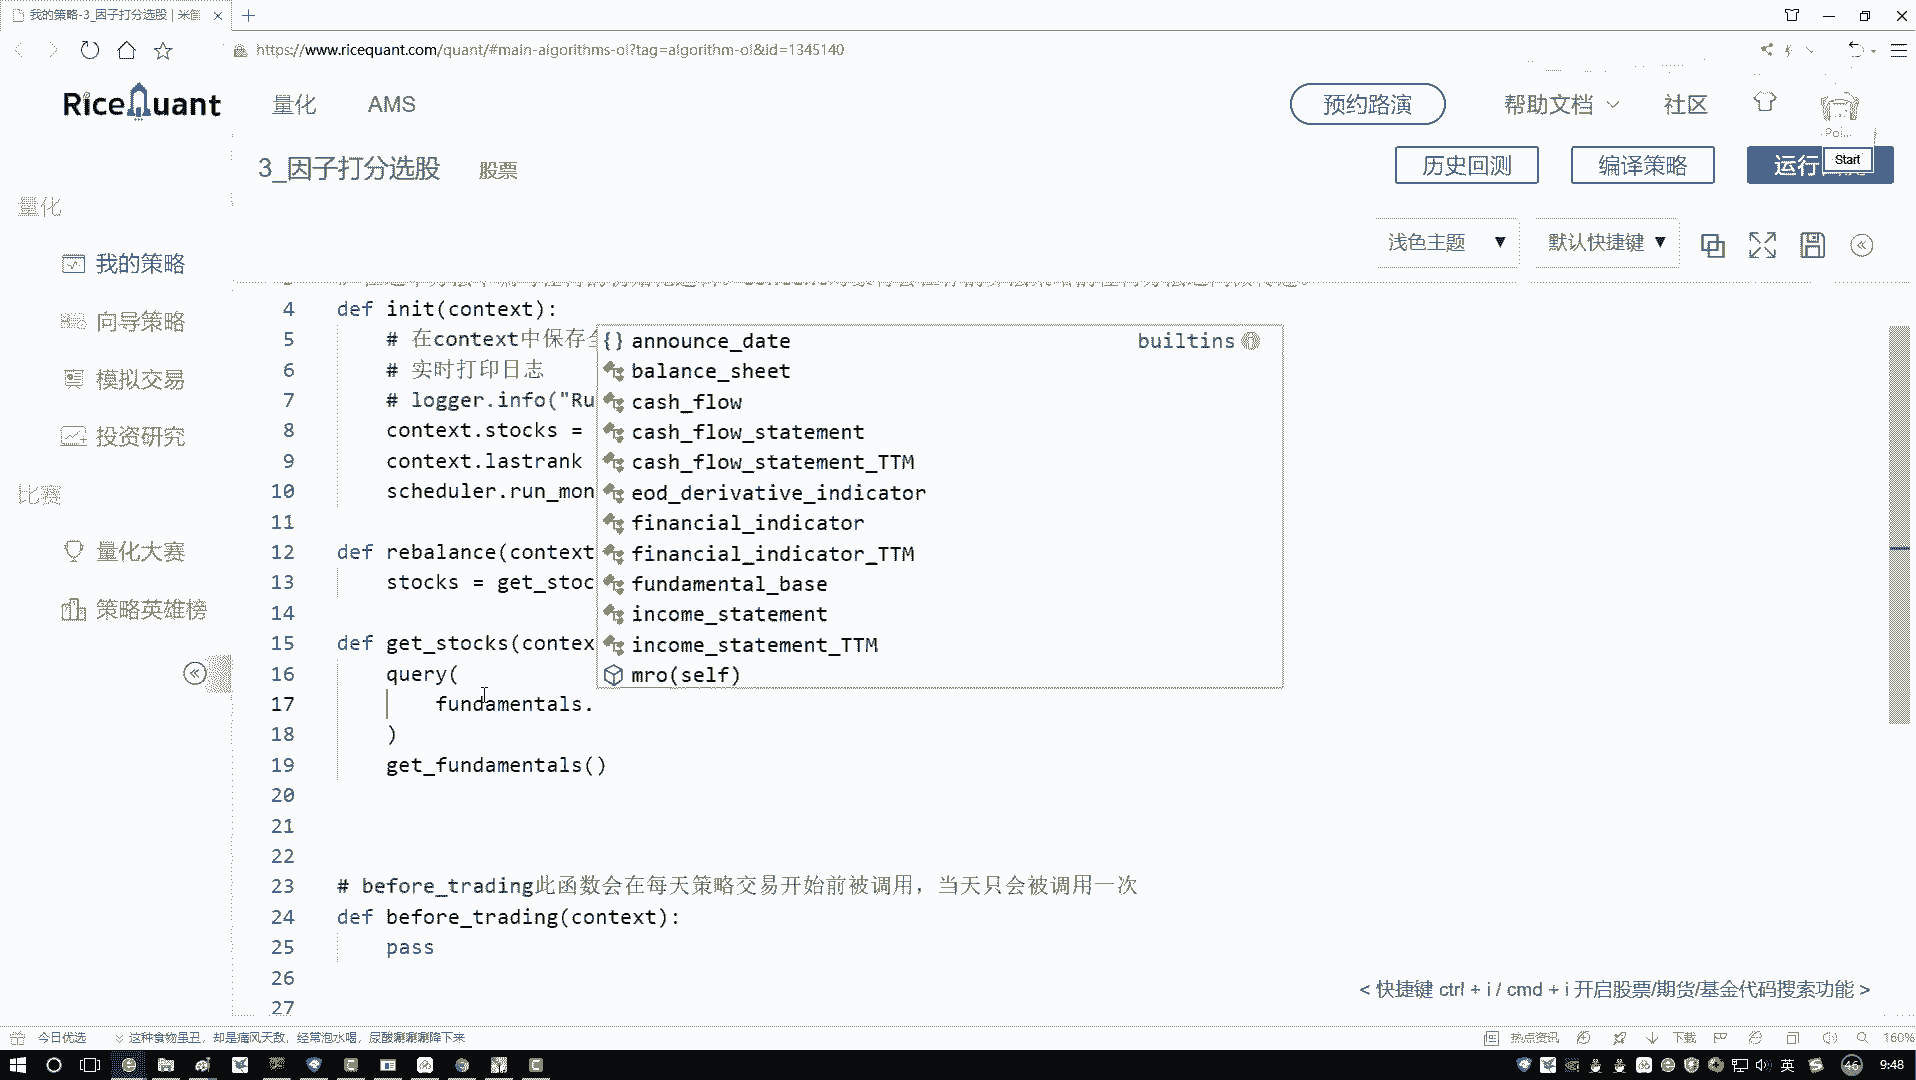 我的策略-3_因子打分选股 | 米筐
https://www.ricequant.com/quant/#main-algorithms-ol?tag=algorithm-ol&id=1345140
RiceQuant
量化
AMS
预约路演
帮助文档
社区
Poi...
3_因子打分选股
股票
历史回测
编译策略
运行
Start
浅色主题
默认快捷键
量化
我的策略
向导策略
模拟交易
投资研究
比赛
量化大赛
策略英雄榜
4 def init(context):
5 # 在context中保存全
6 # 实时打印日志
7 # logger.info("Ru
8 context.stocks =
9 context.lastrank
10 scheduler.run_mon
11
12 def rebalance(context
13 stocks = get_stoc
14
15 def get_stocks(contex
16 query(
17 fundamentals.
18 )
19 get_fundamentals()
20
21
22
23 # before_trading此函数会在每天策略交易开始前被调用，当天只会被调用一次
24 def before_trading(context):
25 pass
26
27
{} announce_date builtins
balance_sheet
cash_flow
cash_flow_statement
cash_flow_statement_TTM
eod_derivative_indicator
financial_indicator
financial_indicator_TTM
fundamental_base
income_statement
income_statement_TTM
mro(self)
< 快捷键 ctrl + i / cmd + i 开启股票/期货/基金代码搜索功能 >
今日优选
这种食物虽丑，却是痛风天敌，经常泡水喝，尿酸唰唰唰降下来
热点资讯
下载
160%
英
46
9:48